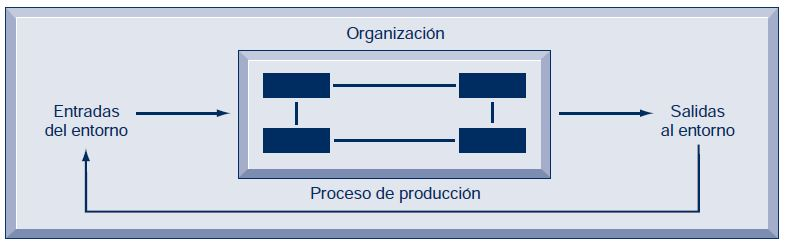 Organización
Entradas
del entorno
Salidas
al entorno
Proceso de producción